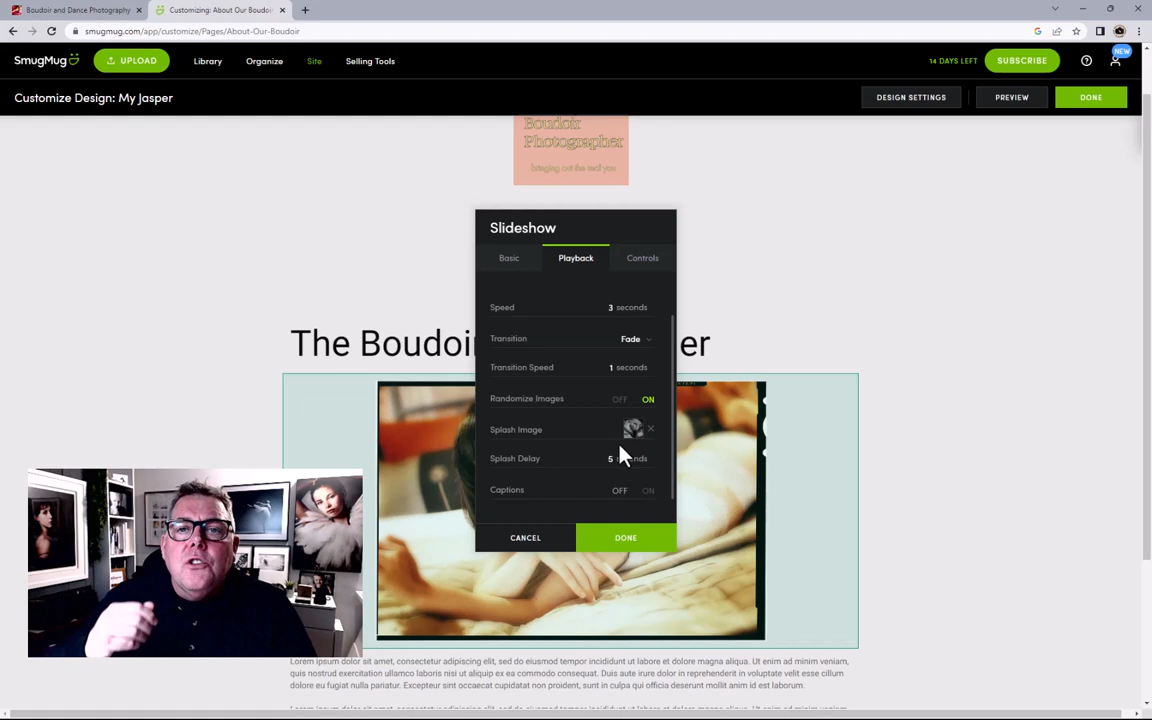 Boudoir and Dance Photography
Customizing: About Our Boudoi
smugmug.com/app/customize/Pages/About-Our-Boudoir
SmugMug
UPLOAD
Library
Organize
Site
Selling Tools
14 DAYS LEFT
SUBSCRIBE
NEW
Customize Design: My Jasper
DESIGN SETTINGS
PREVIEW
DONE
Boudoir
Photographer
bringing out the real you
Slideshow
Basic
Playback
Controls
Speed
3 seconds
Transition
Fade
Transition Speed
1 seconds
Randomize Images
OFF ON
Splash Image
Splash Delay
5
Captions
OFF ON
CANCEL
DONE
The Boudoi er
Lorem ipsum dolor sit amet, consectetur adipiscing elit, sed do eiusmod tempor incididunt ut labore et dolore magna aliqua. Ut enim ad minim veniam,
quis nostrud exercitation ullamco laboris nisi ut aliquip ex ea commodo consequat. Duis aute irure dolor in reprehenderit in voluptate velit esse cillum
dolore eu fugiat nulla pariatur. Excepteur sint occaecat cupidatat non proident, sunt in culpa qui officia deserunt mollit anim id est laborum.